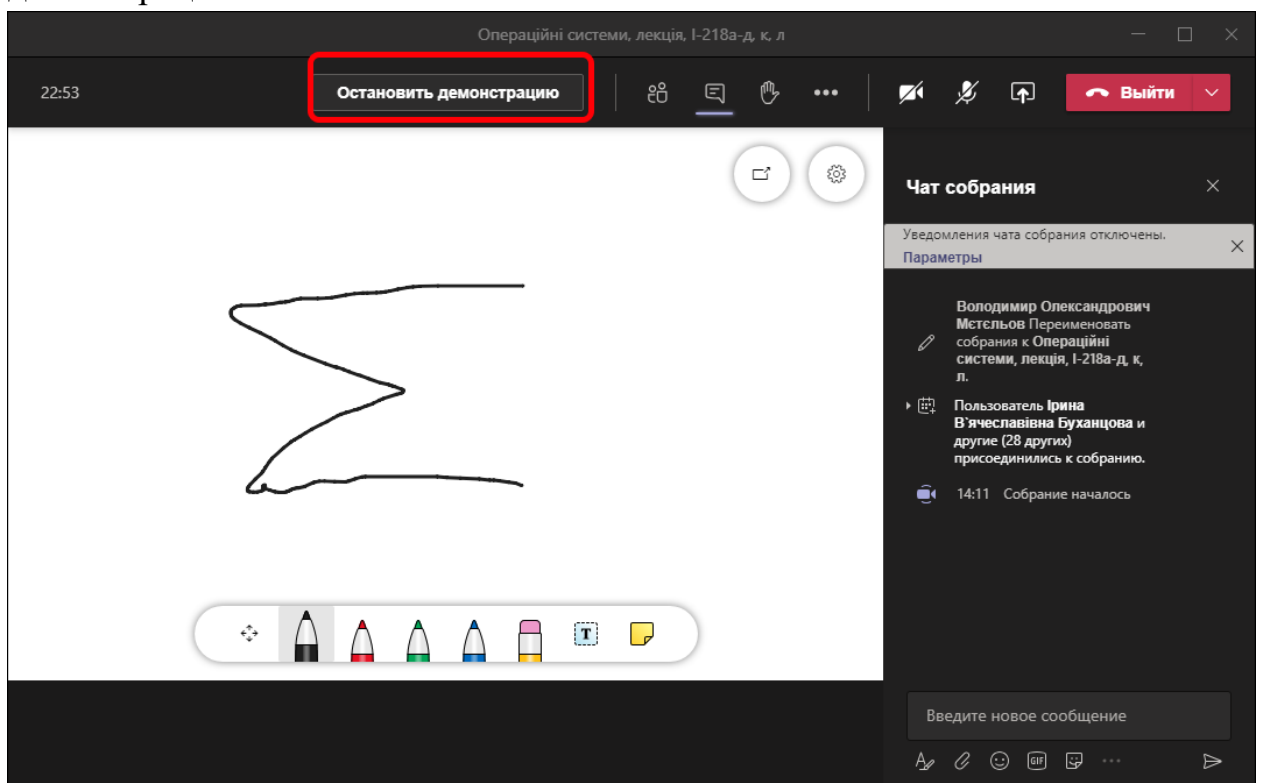 Операційні системи, лекція, І-218а-д, к, л
22:53
Остановить демонстрацию
Выйти
Чат собрания
Уведомления чата собрания отключены.
Параметры
Володимир Олександрович
Мєтєльов Переименовать
собрания к Операційні
системи, лекція, І-218а-д, к,
л.
Пользователь Ірина
В`ячеславівна Буханцова и
другие (28 других)
присоединились к собранию.
14:11 Собрание началось
T
Введите новое сообщение
GIF